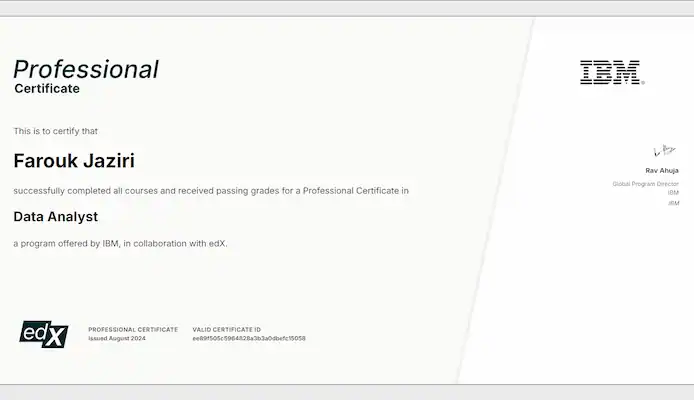 Professional
Certificate
IBM
This is to certify that
Farouk Jaziri
successfully completed all courses and received passing grades for a Professional Certificate in
Data Analyst
a program offered by IBM, in collaboration with edX.
Rav Ahuja
Global Program Director
IBM
IBM
edX
PROFESSIONAL CERTIFICATE
Issued August 2024
VALID CERTIFICATE ID